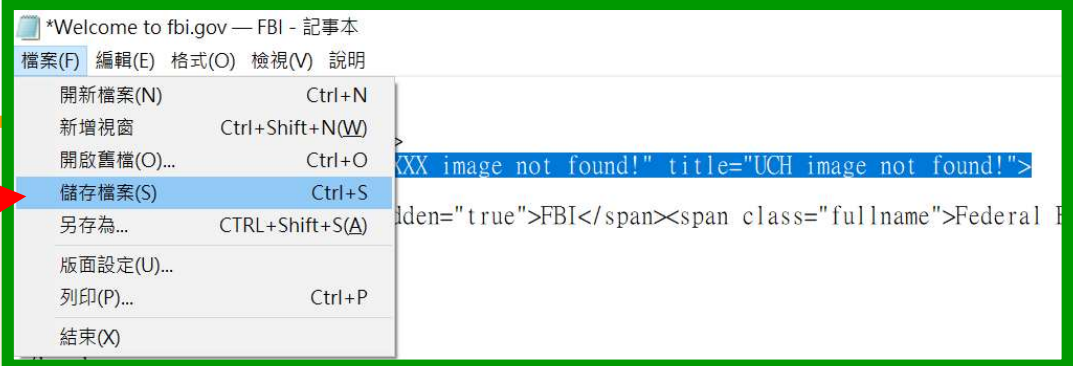 *Welcome to fbi.gov — FBI - 記事本
檔案(F) 編輯(E) 格式(O) 檢視(V) 說明
開新檔案(N) Ctrl+N
新增視窗 Ctrl+Shift+N(W)
>
開啟舊檔(O)... Ctrl+O
XXX image not found!" title="UCH image not found!">
儲存檔案(S) Ctrl+S
另存為... CTRL+Shift+S(A)
dden="true">FBI</span><span class="fullname">Federal
版面設定(U)...
列印(P)... Ctrl+P
結束(X)